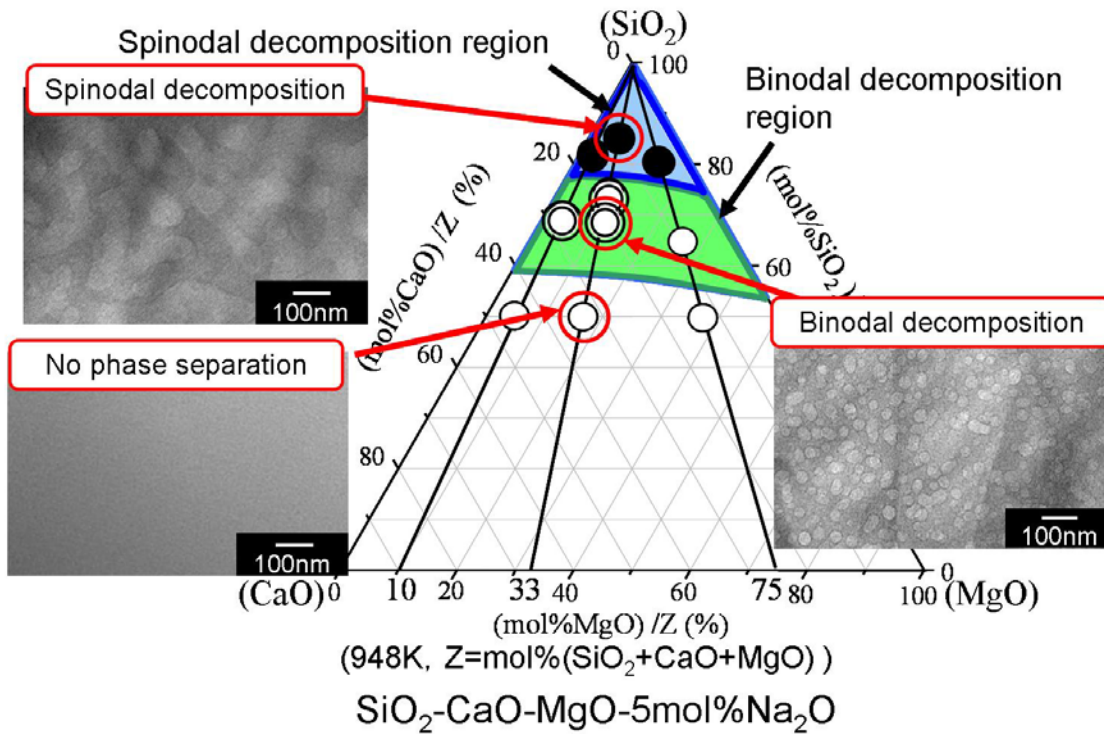 (SiO₂)
Spinodal decomposition region
0
100
Spinodal decomposition
Binodal decomposition
region
20
80
(mol%CaO) /Z (%)
(mol%SiO₂)
40
60
100nm
Binodal decomposition
No phase separation
60
80
100nm
100nm
(CaO)
0
10
20
33
40
60
75
80
100
0
(MgO)
(mol%MgO) /Z (%)
(948K, Z=mol%(SiO₂+CaO+MgO) )
SiO₂-CaO-MgO-5mol%Na₂O